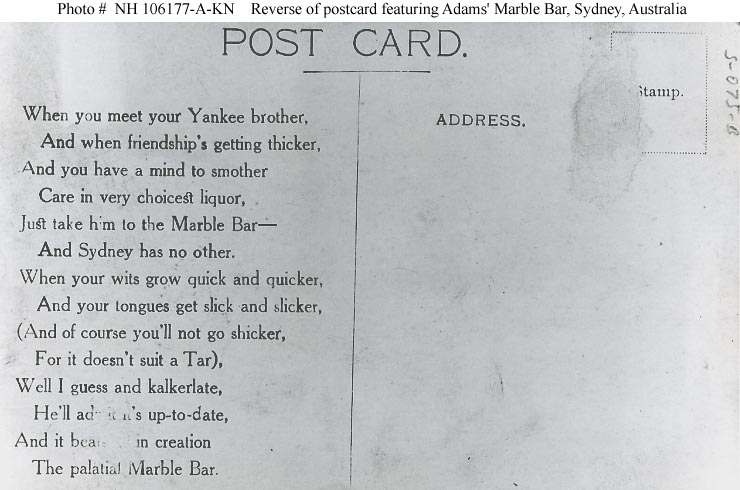 Photo # NH 106177-A-KN Reverse of postcard featuring Adams' Marble Bar, Sydney, Australia
POST CARD.
When you meet your Yankee brother,
And when friendship's getting thicker,
And you have a mind to smother
Care in very choicest liquor,
Just take him to the Marble Bar—
And Sydney has no other.
When your wits grow quick and quicker,
And your tongues get slick and slicker,
(And of course you'll not go shicker,
For it doesn't suit a Tar),
Well I guess and kalkerlate,
He'll it's up-to-date,
And it in creation
The palatial Marble Bar.
ADDRESS.
Stamp.
S-075-B